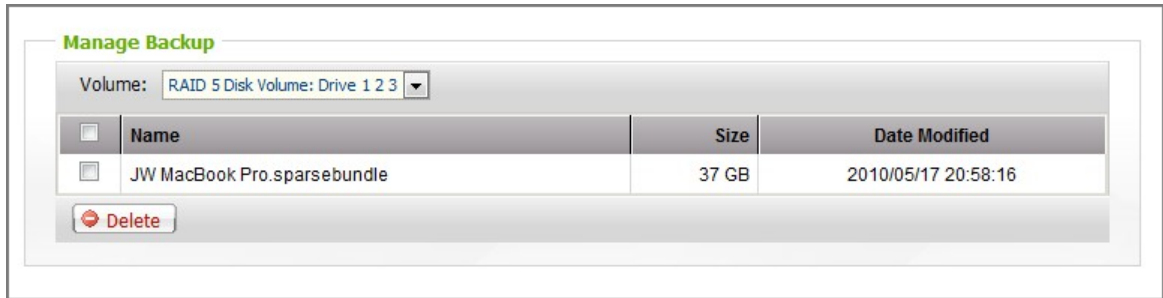 Manage Backup
Volume: RAID 5 Disk Volume: Drive 1 2 3
Name Size Date Modified
JW MacBook Pro.sparsebundle 37 GB 2010/05/17 20:58:16
Delete